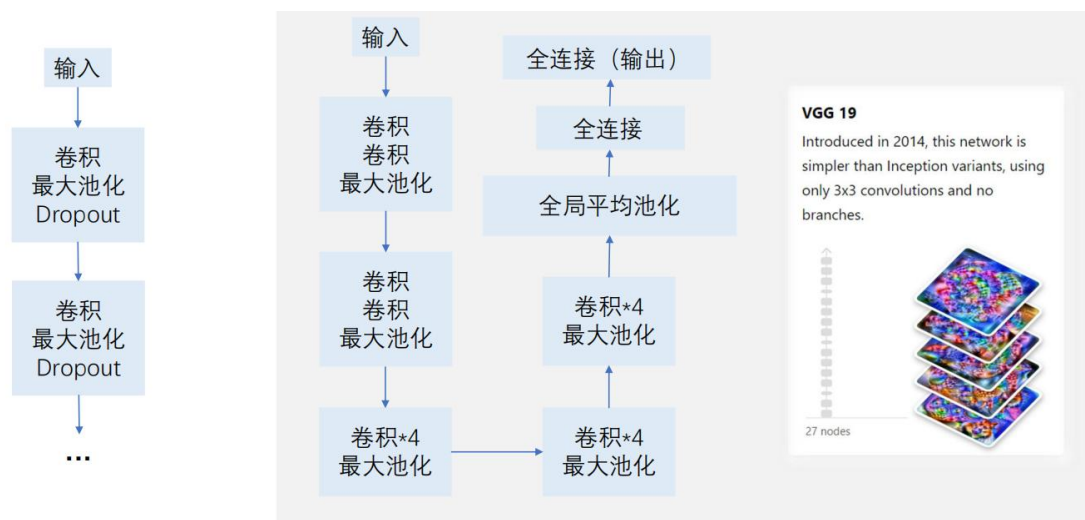 输入
卷积
最大池化
Dropout
卷积
最大池化
Dropout
...
输入
卷积
卷积
最大池化
卷积
卷积
最大池化
卷积*4
最大池化
卷积*4
最大池化
卷积*4
最大池化
全局平均池化
全连接
全连接（输出）
VGG 19
Introduced in 2014, this network is
simpler than Inception variants, using
only 3x3 convolutions and no
branches.
27 nodes